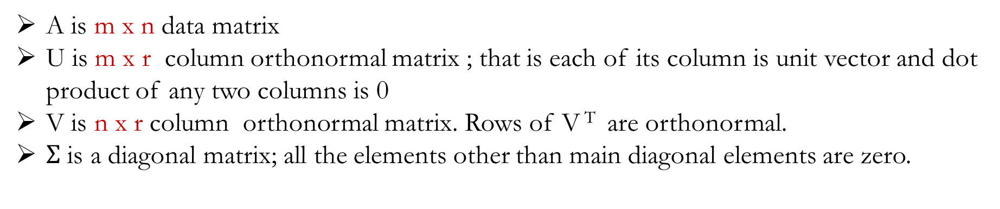 ➢ A is m x n data matrix
➢ U is m x r column orthonormal matrix ; that is each of its column is unit vector and dot
product of any two columns is 0
➢ V is n x r column orthonormal matrix. Rows of V ᵀ are orthonormal.
➢ Σ is a diagonal matrix; all the elements other than main diagonal elements are zero.